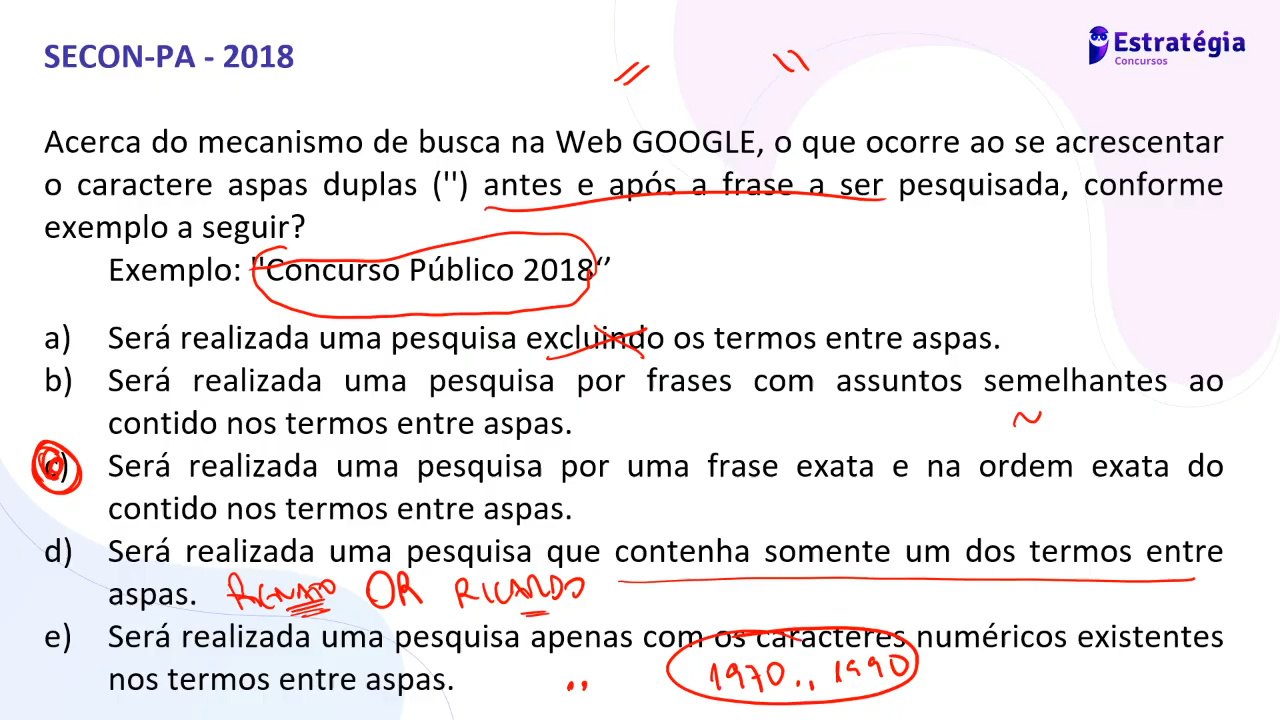 SECON-PA - 2018
Estratégia
Concursos
" "
Acerca do mecanismo de busca na Web GOOGLE, o que ocorre ao se acrescentar
o caractere aspas duplas ('') antes e após a frase a ser pesquisada, conforme
exemplo a seguir?
Exemplo: "Concurso Público 2018‘’
a) Será realizada uma pesquisa excluindo os termos entre aspas.
b) Será realizada uma pesquisa por frases com assuntos semelhantes ao
contido nos termos entre aspas.
~
c) Será realizada uma pesquisa por uma frase exata e na ordem exata do
contido nos termos entre aspas.
d) Será realizada uma pesquisa que contenha somente um dos termos entre
aspas. RENATO OR RICARDO
e) Será realizada uma pesquisa apenas com os caracteres numéricos existentes
nos termos entre aspas. .. 1970..1990